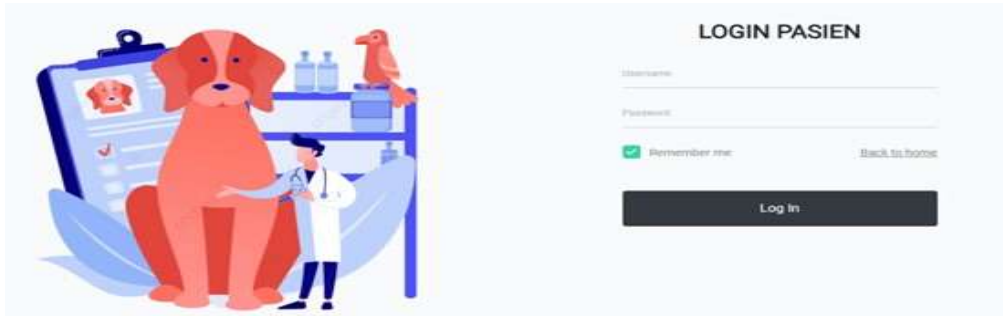 LOGIN PASIEN
Username
Password
Remember me
Back to home
Log In